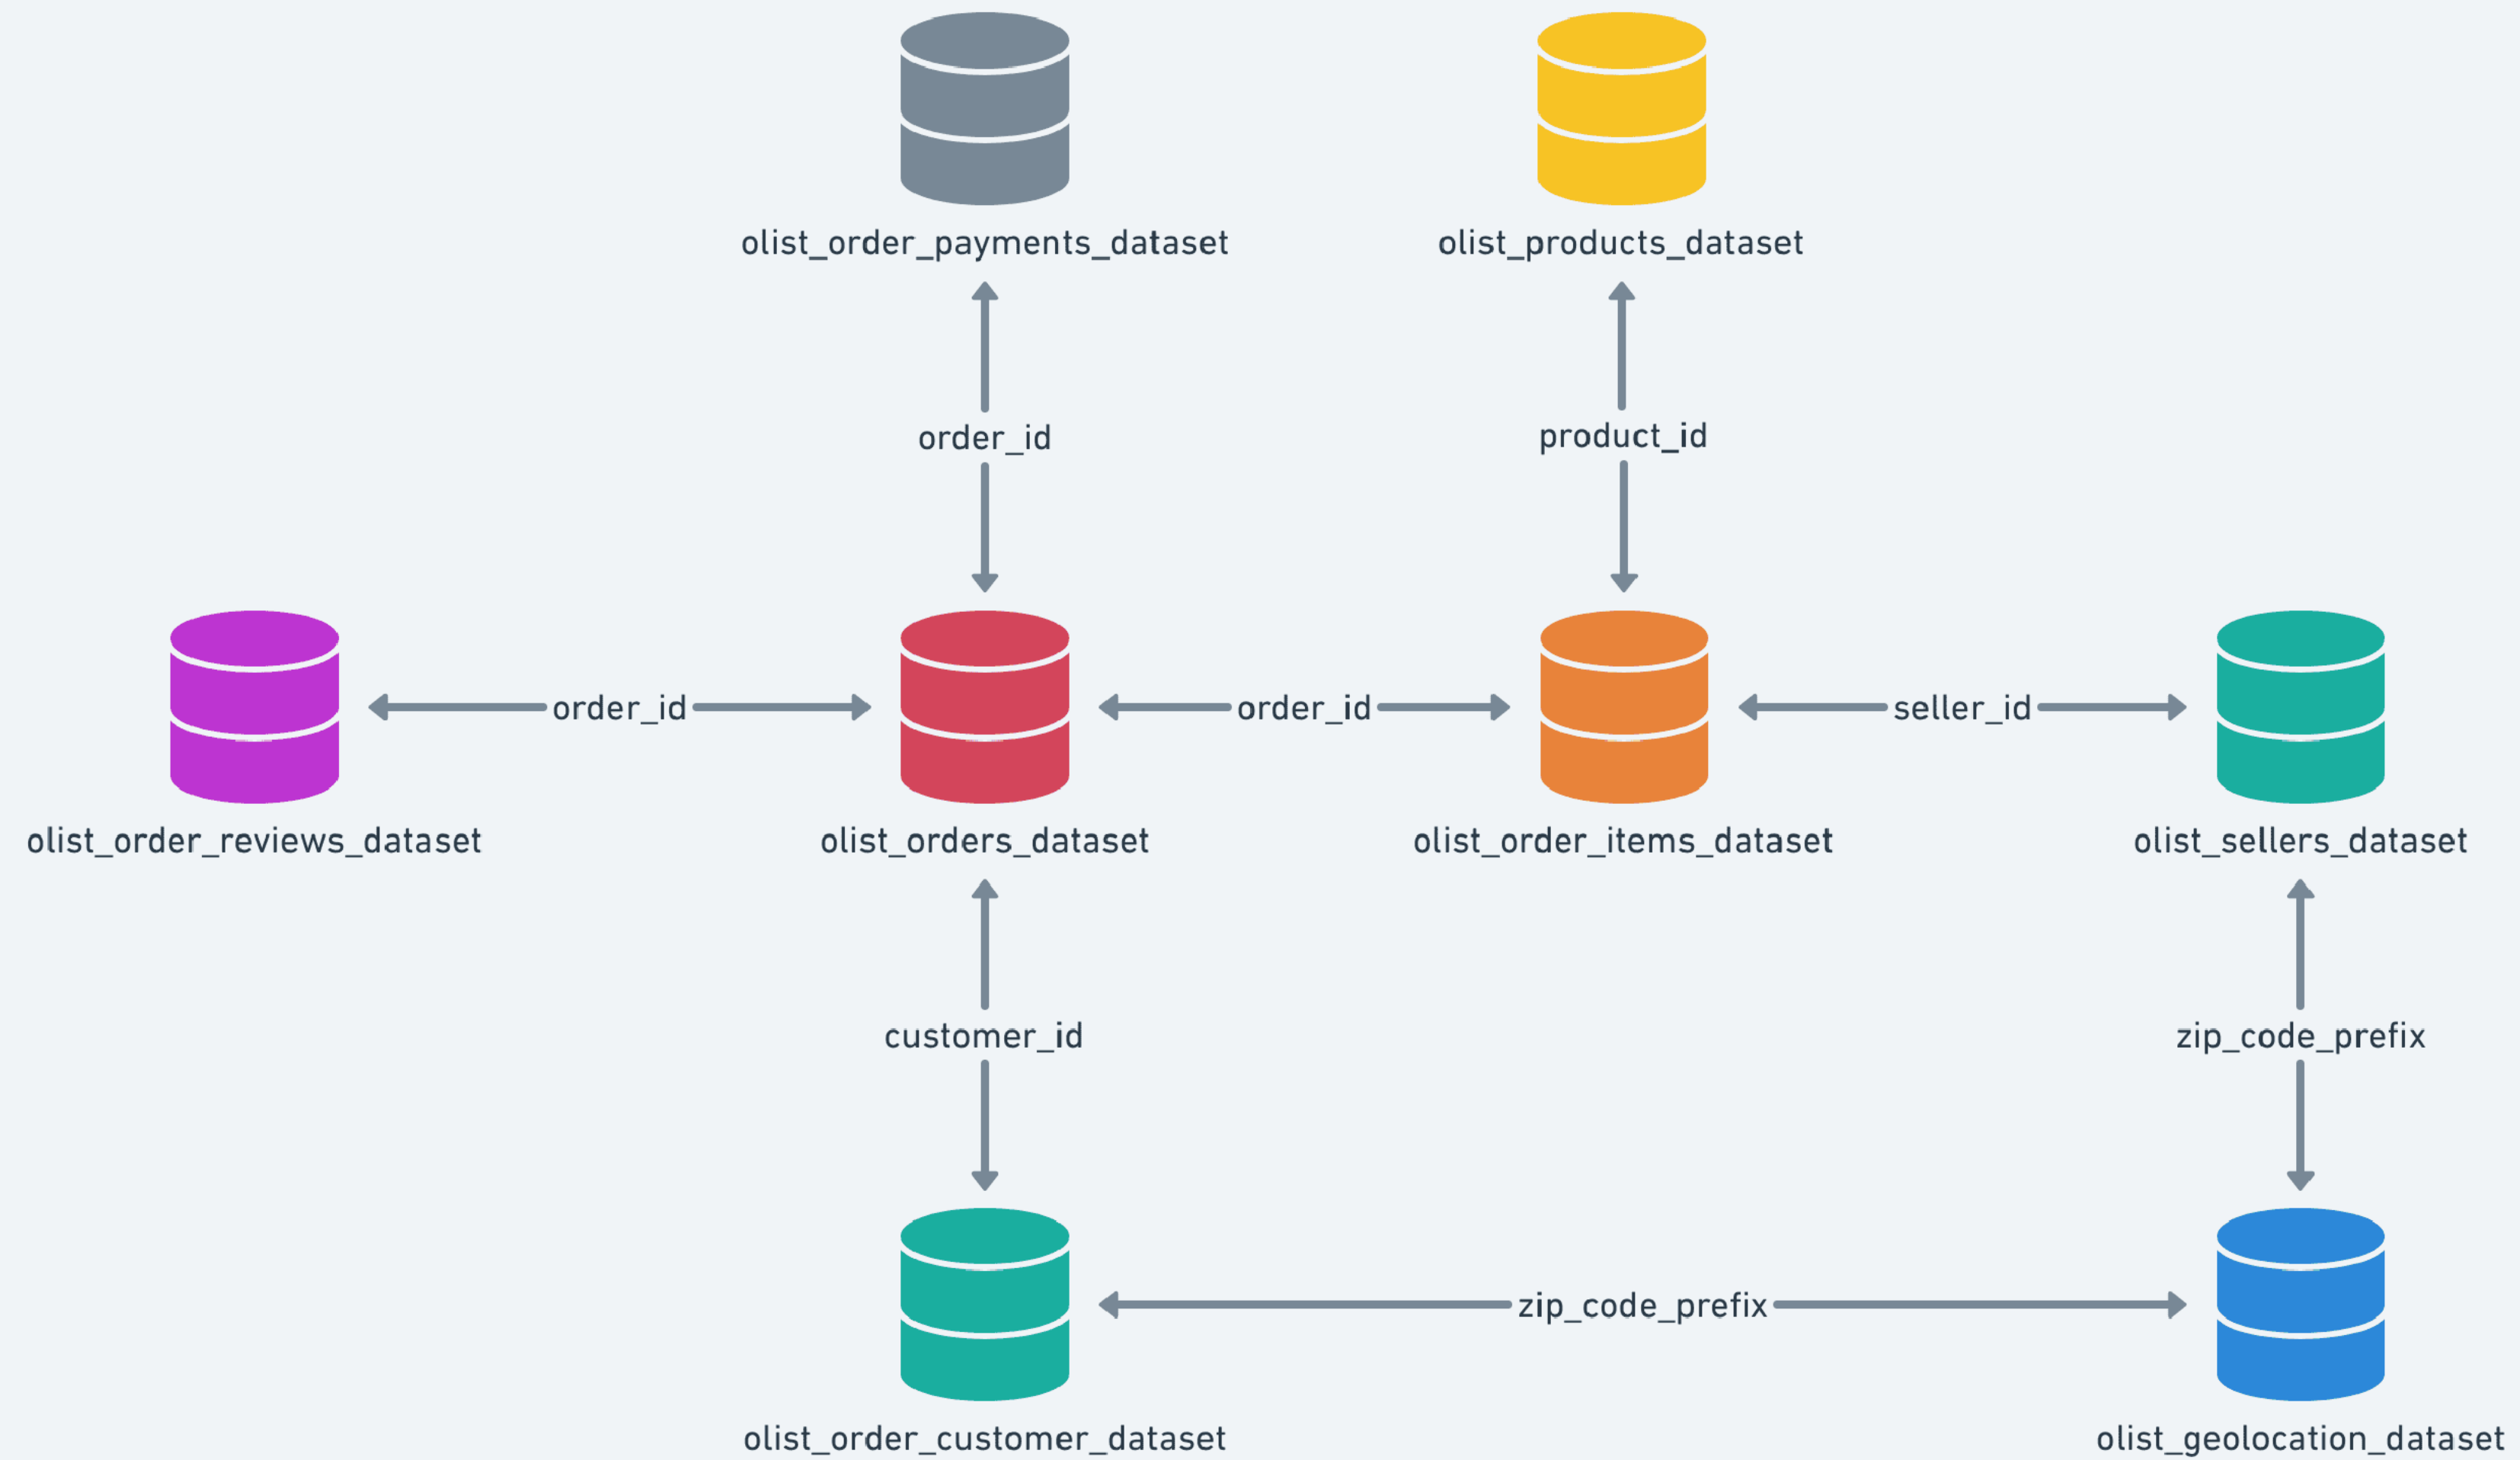 olist_order_payments_dataset
olist_products_dataset
order_id
product_id
order_id
order_id
seller_id
olist_order_reviews_dataset
olist_orders_dataset
olist_order_items_dataset
olist_sellers_dataset
customer_id
zip_code_prefix
zip_code_prefix
olist_order_customer_dataset
olist_geolocation_dataset